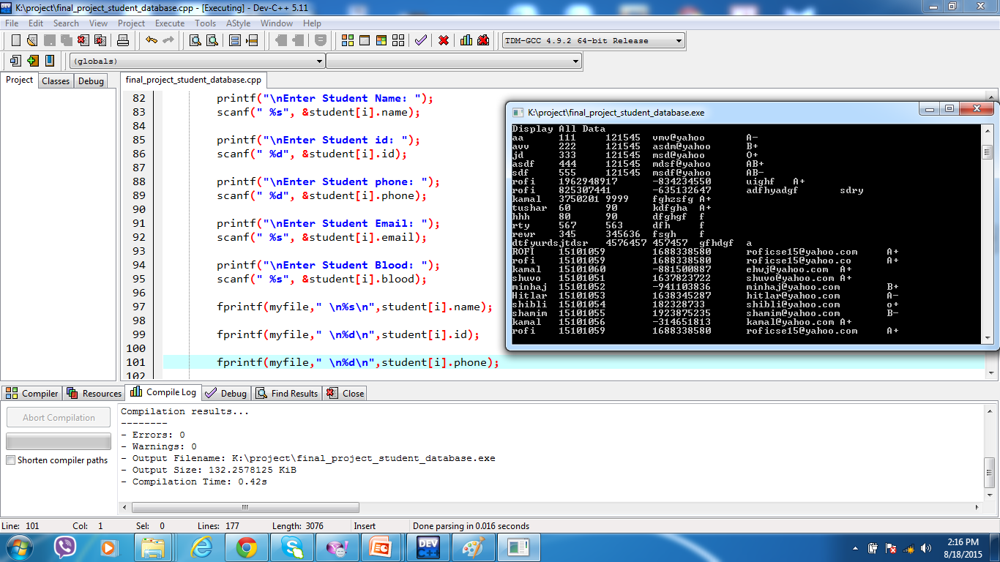 K:\project\final_project_student_database.cpp - [Executing] - Dev-C++ 5.11
File Edit Search View Project Execute Tools AStyle Window Help
TDM-GCC 4.9.2 64-bit Release
(globals)
Project Classes Debug
final_project_student_database.cpp
82 printf("\nEnter Student Name: ");
83 scanf(" %s", &student[i].name);
84
85 printf("\nEnter Student id: ");
86 scanf(" %d", &student[i].id);
87
88 printf("\nEnter Student phone: ");
89 scanf(" %d", &student[i].phone);
90
91 printf("\nEnter Student Email: ");
92 scanf(" %s", &student[i].email);
93
94 printf("\nEnter Student Blood: ");
95 scanf(" %s", &student[i].blood);
96
97 fprintf(myfile," \n%s\n",student[i].name);
98
99 fprintf(myfile," \n%d\n",student[i].id);
100
101 fprintf(myfile," \n%d\n",student[i].phone);
102
K:\project\final_project_student_database.exe
Display All Data
aa 111 121545 vmv@yahoo A-
avv 222 121545 asdm@yahoo B+
jd 333 121545 msd@yahoo O+
asdf 444 121545 mdsf@yahoo AB+
sdf 555 121545 msdf@yahoo AB-
rofi 1962948917 -834234550 uighf A+
rofi 825307441 -635132647 adfhyadgf sdry
kamal 3750201 9999 fghzsfg A+
tushar 60 90 kdfgha A+
hhh 80 90 dfghgf f
rty 567 563 dfh f
rewr 345 345636 fsgh f
dtfyurdsjtdsr 4576457 457457 gfhdgf a
ROFI 15101059 1688338580 roficse15@yahoo.com A+
rofi 15101059 1688338580 roficse15@yahoo.co A+
kamal 15101060 -881500887 ehwj@yahoo.com A+
shuvo 15101051 1637823722 shuvo@yahoo.com A+
minhaj 15101052 -941103836 minhaj@yahoo.com B+
Hitlar 15101053 1638345287 hitlar@yahoo.com A-
shibli 15101054 182328733 shibli@yahoo.com o+
shamim 15101055 1923875235 shamim@yahoo.com B-
kamal 15101056 -314651813 kamal@yahoo.com A+
rofi 15101059 1688338580 roficse15@yahoo.com A+
Compiler Resources Compile Log Debug Find Results Close
Abort Compilation
Shorten compiler paths
Compilation results...
--------
- Errors: 0
- Warnings: 0
- Output Filename: K:\project\final_project_student_database.exe
- Output Size: 132.2578125 KiB
- Compilation Time: 0.42s
Line: 101 Col: 1 Sel: 0 Lines: 177 Length: 3076 Insert Done parsing in 0.016 seconds
DEV C++
2:16 PM
8/18/2015